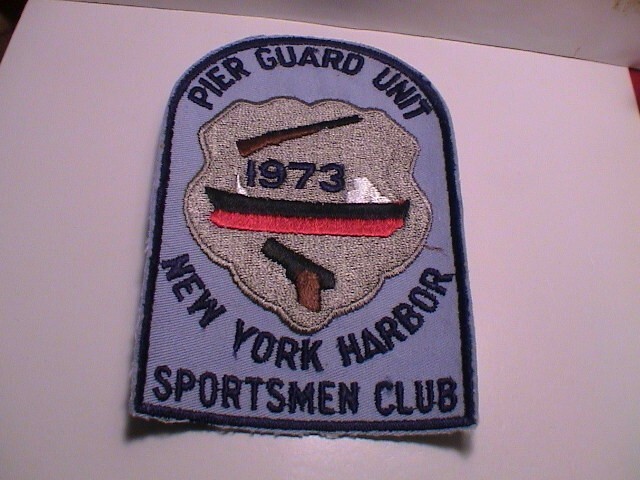 PIER GUARD UNIT
1973
NEW YORK HARBOR
SPORTSMEN CLUB